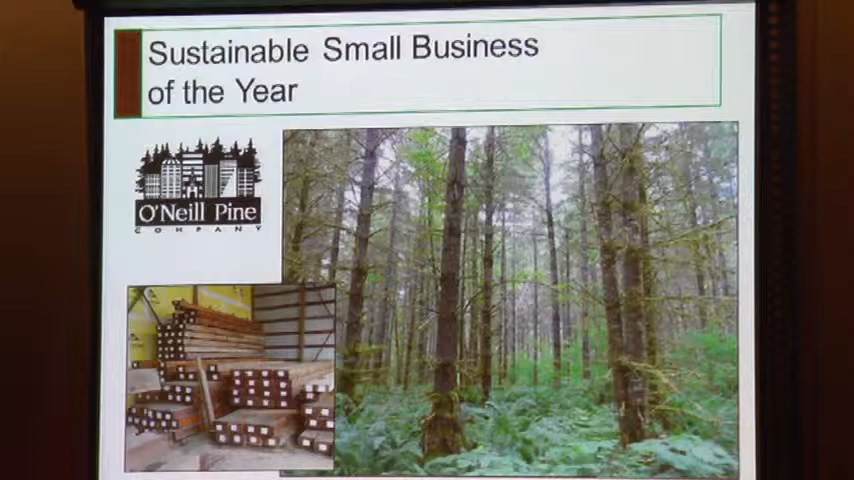 Sustainable Small Business
of the Year
O'Neill Pine
COMPANY